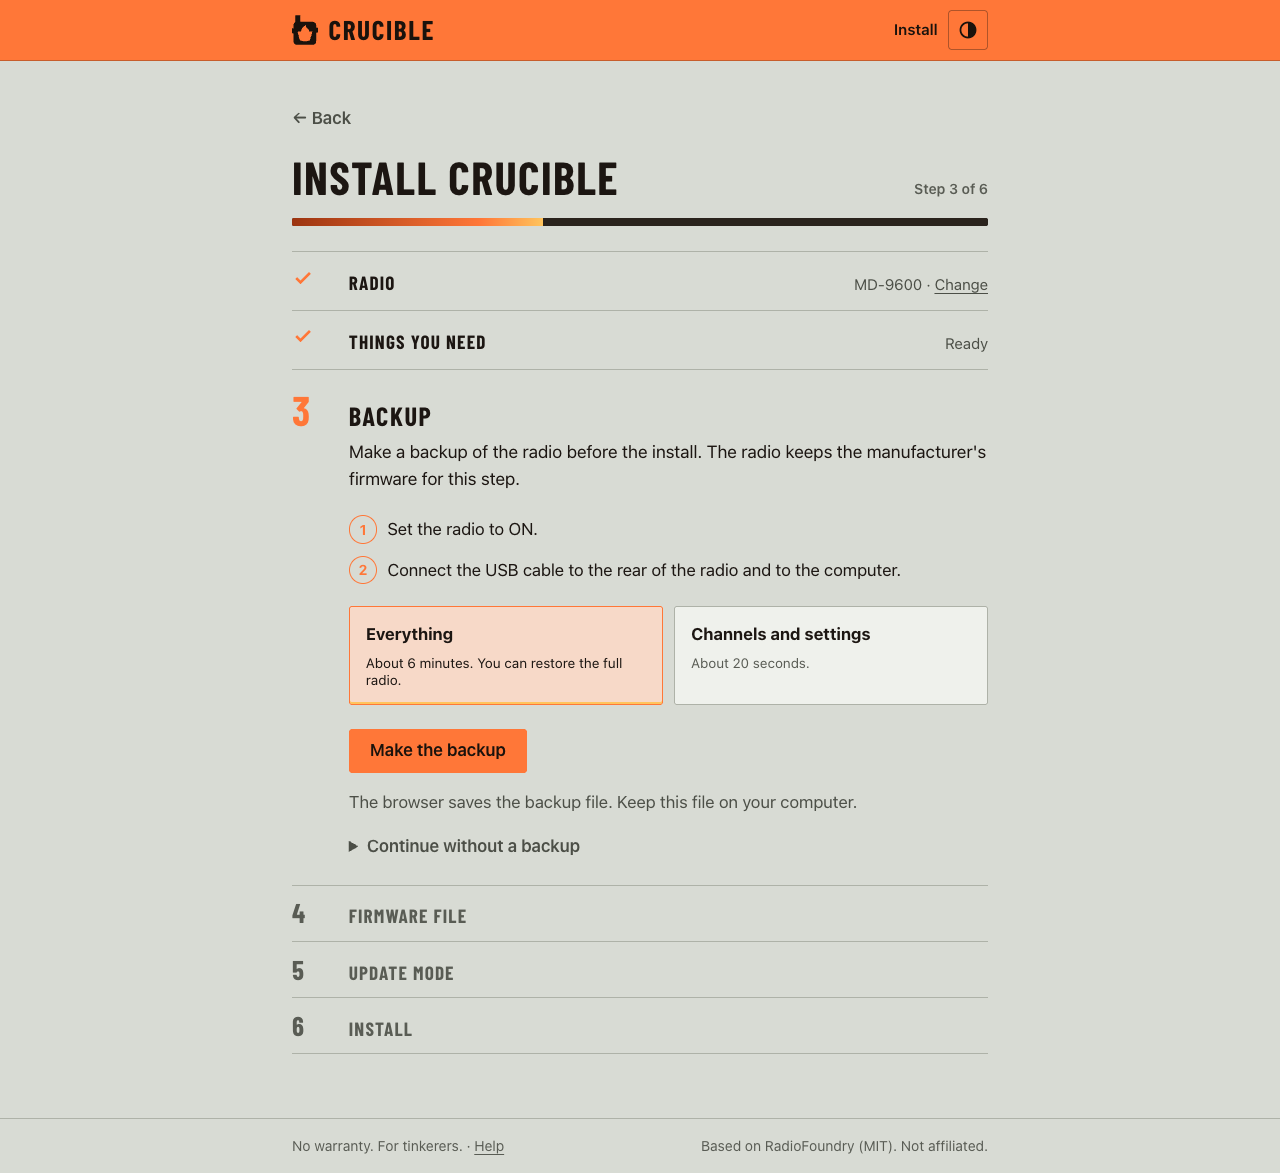 CRUCIBLE
Install
← Back
INSTALL CRUCIBLE
Step 3 of 6
RADIO
MD-9600 · Change
THINGS YOU NEED
Ready
3
BACKUP
Make a backup of the radio before the install. The radio keeps the manufacturer's
firmware for this step.
1 Set the radio to ON.
2 Connect the USB cable to the rear of the radio and to the computer.
Everything
About 6 minutes. You can restore the full
radio.
Channels and settings
About 20 seconds.
Make the backup
The browser saves the backup file. Keep this file on your computer.
Continue without a backup
4 FIRMWARE FILE
5 UPDATE MODE
6 INSTALL
No warranty. For tinkerers. · Help
Based on RadioFoundry (MIT). Not affiliated.